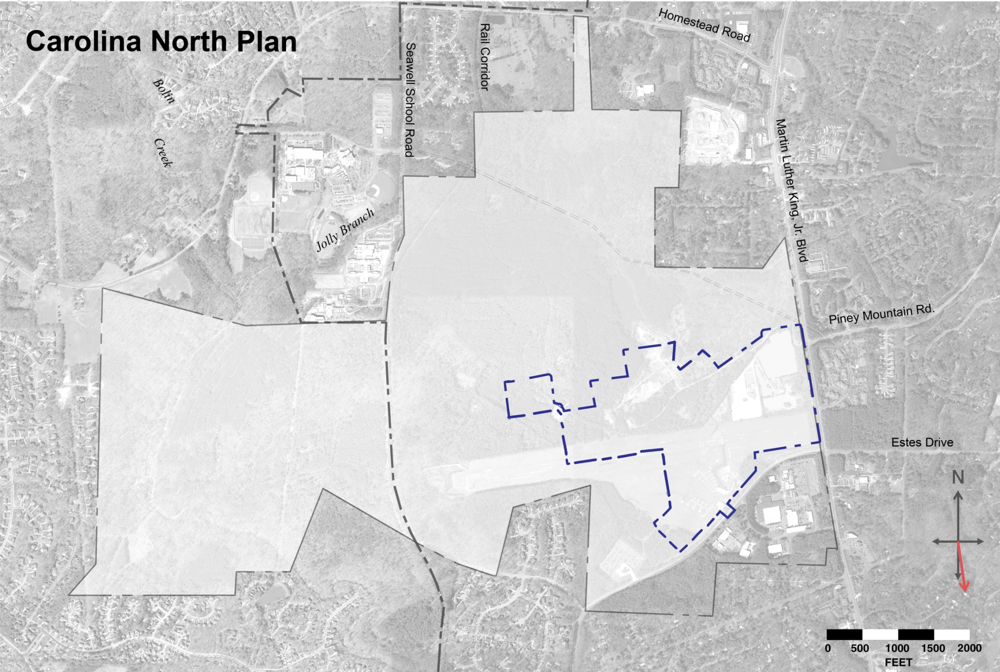 Carolina North Plan
Homestead Road
Rail Corridor
Seawell School Road
Bolin
Creek
Martin Luther King, Jr. Blvd
Jolly Branch
Piney Mountain Rd.
Estes Drive
N
0 500 1000 1500 2000
FEET